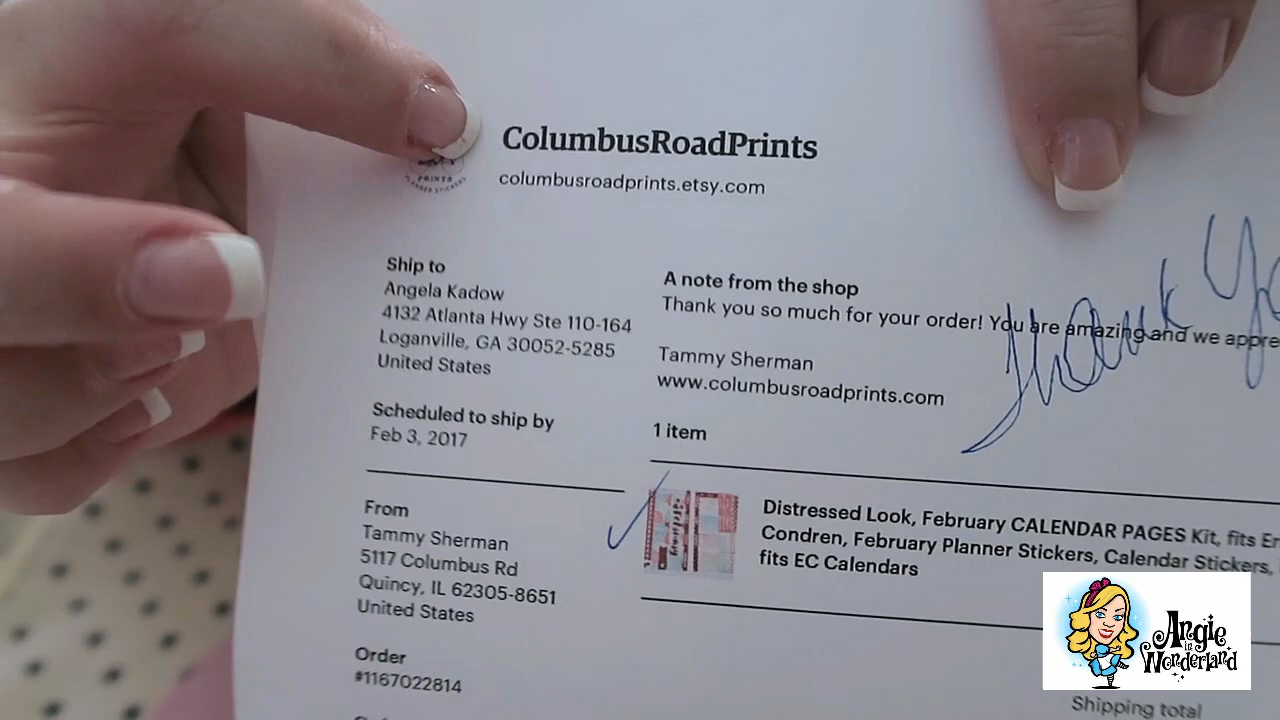 ColumbusRoadPrints
columbusroadprints.etsy.com
PRINTS
Ship to
Angela Kadow
4132 Atlanta Hwy Ste 110-164
Loganville, GA 30052-5285
United States
Scheduled to ship by
Feb 3, 2017
From
Tammy Sherman
5117 Columbus Rd
Quincy, IL 62305-8651
United States
Order
#1167022814
A note from the shop
Thank you so much for your order! You are amazing and we appre
Tammy Sherman
www.columbusroadprints.com
Thank Yo
1 item
Distressed Look, February CALENDAR PAGES Kit, fits Er
Condren, February Planner Stickers, Calendar Stickers,
fits EC Calendars
Shipping total
Angie
in
Wonderland